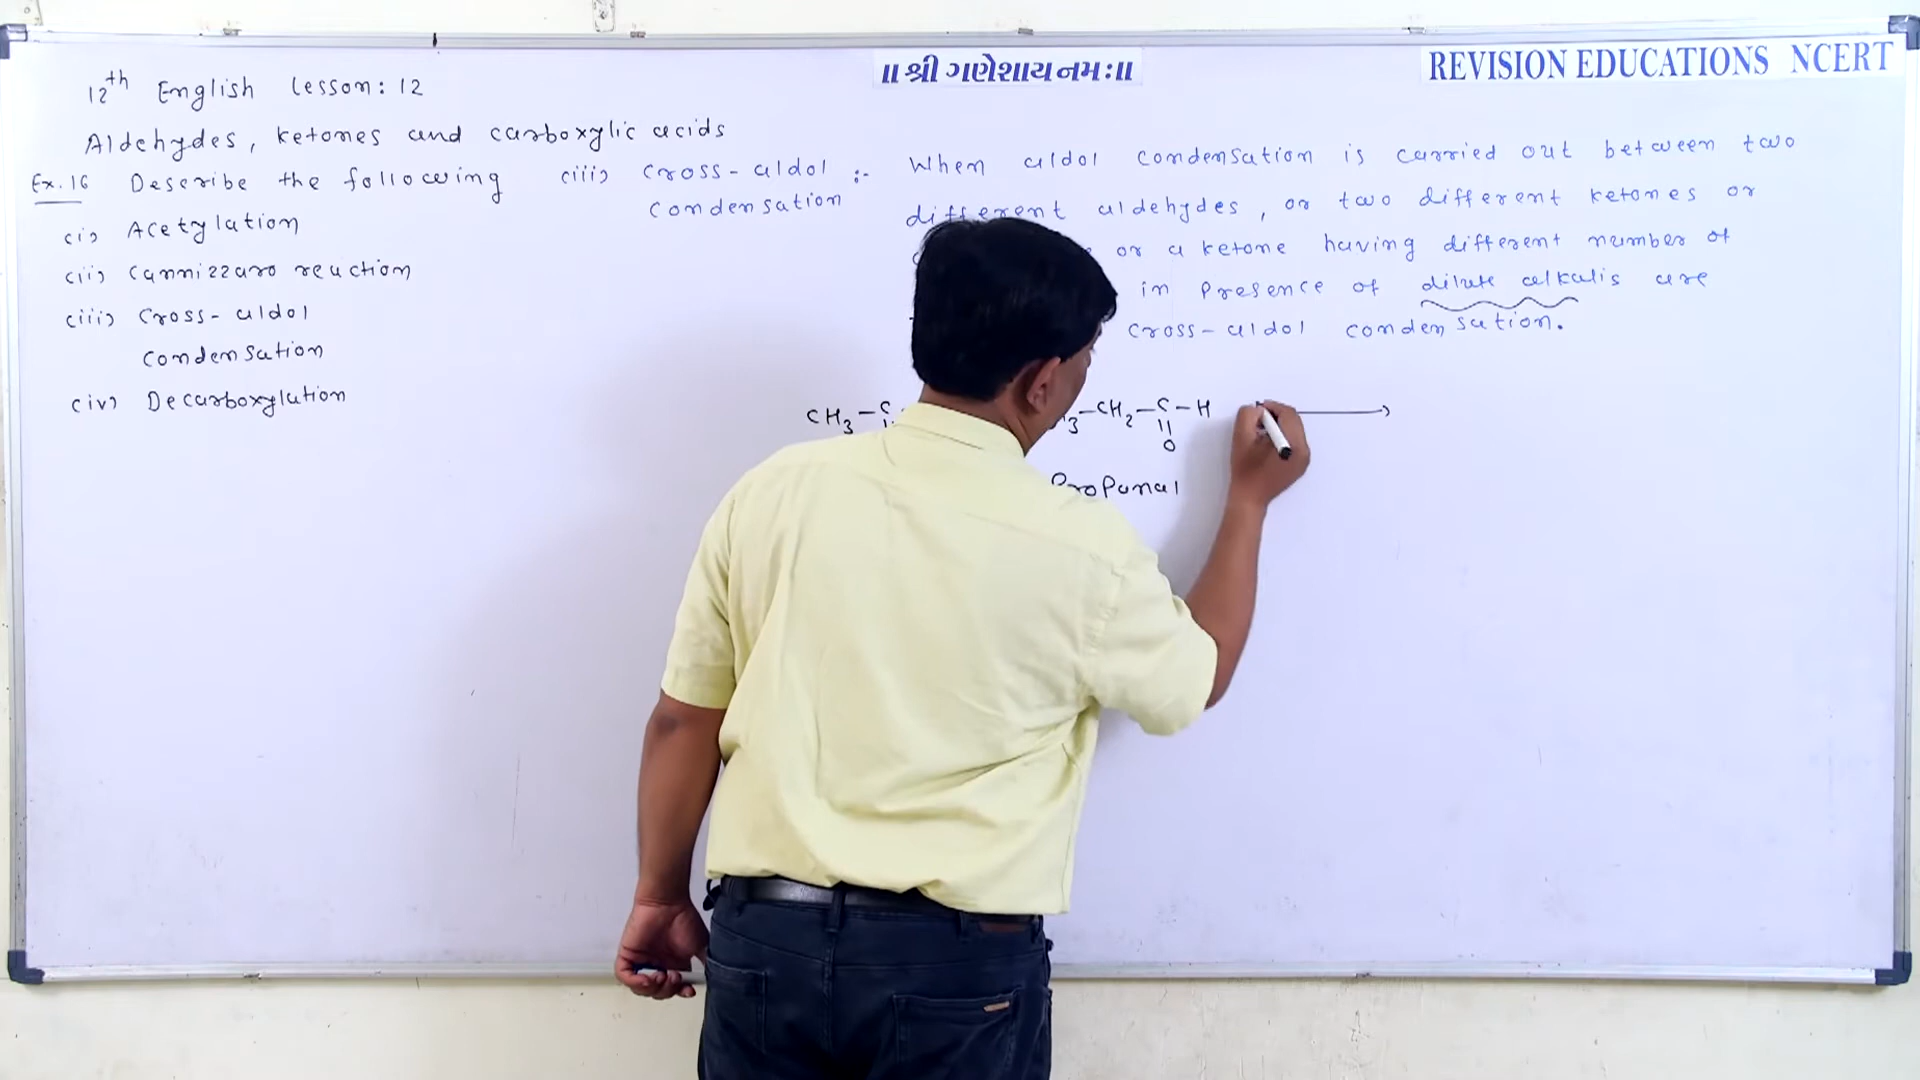 ॥ શ્રી ગણેશાય નમઃ॥
REVISION EDUCATIONS NCERT
12th English Lesson: 12
Aldehydes, ketones and carboxylic acids
Ex. 16 Describe the following
(i) Acetylation
(ii) Cannizzaro reaction
(iii) Cross-aldol
condensation
(iv) Decarboxylation
(iii) Cross-aldol
condensation :-
When aldol condensation is carried out between two
different aldehydes, or two different ketones or
or a ketone having different number of
in presence of dilute alkalis are
cross-aldol condensation.
CH3-C
3-CH2-C-H
||
O
Propanal